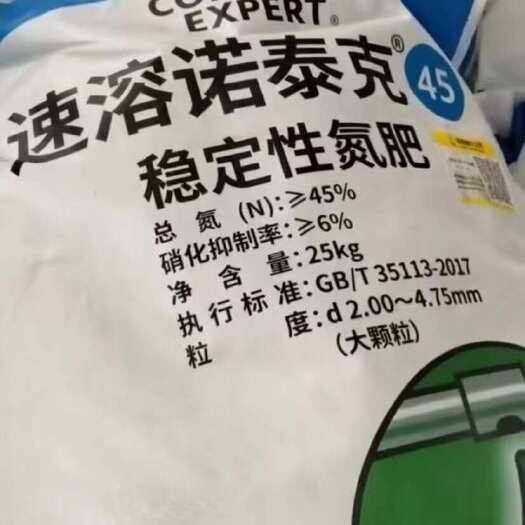 EXPERT®
速溶诺泰克® 45
稳定性氮肥
总氮(N):≥45%
硝化抑制率:≥6%
净含量:25kg
执行标准:GB/T 35113-2017
粒度:d 2.00～4.75mm
(大颗粒)